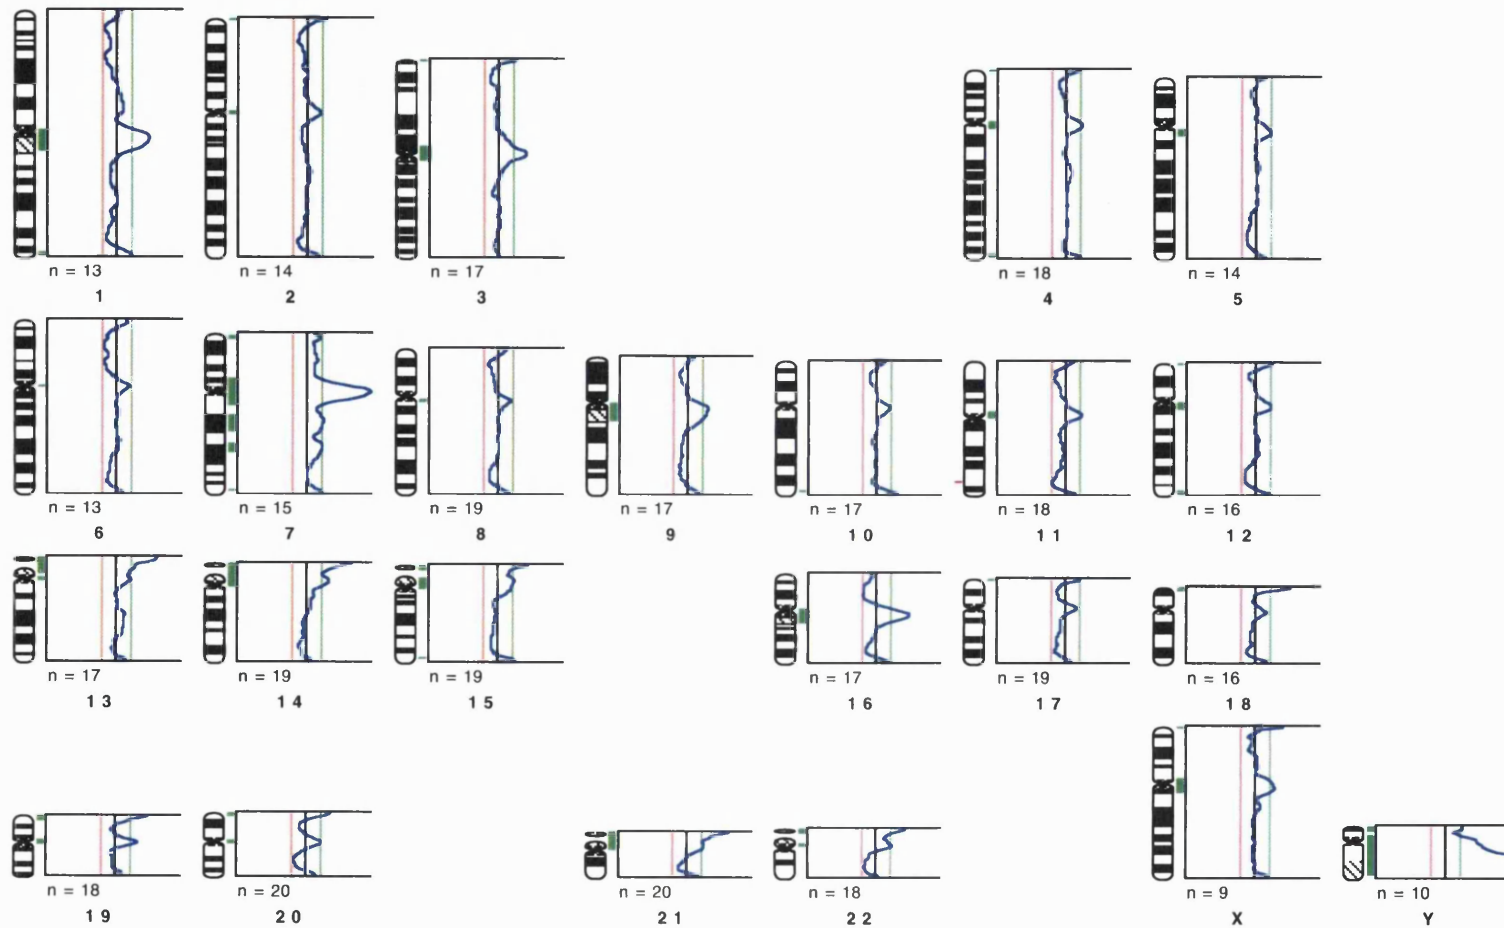 n = 13
n = 14
n = 17
n = 18
n = 14
1
2
3
4
5
n = 13
n = 15
n = 19
n = 17
n = 17
n = 18
n = 16
6
7
8
9
10
11
12
n = 17
n = 19
n = 19
n = 17
n = 19
n = 16
13
14
15
16
17
18
n = 18
n = 20
n = 20
n = 18
n = 9
n = 10
19
20
21
22
X
Y